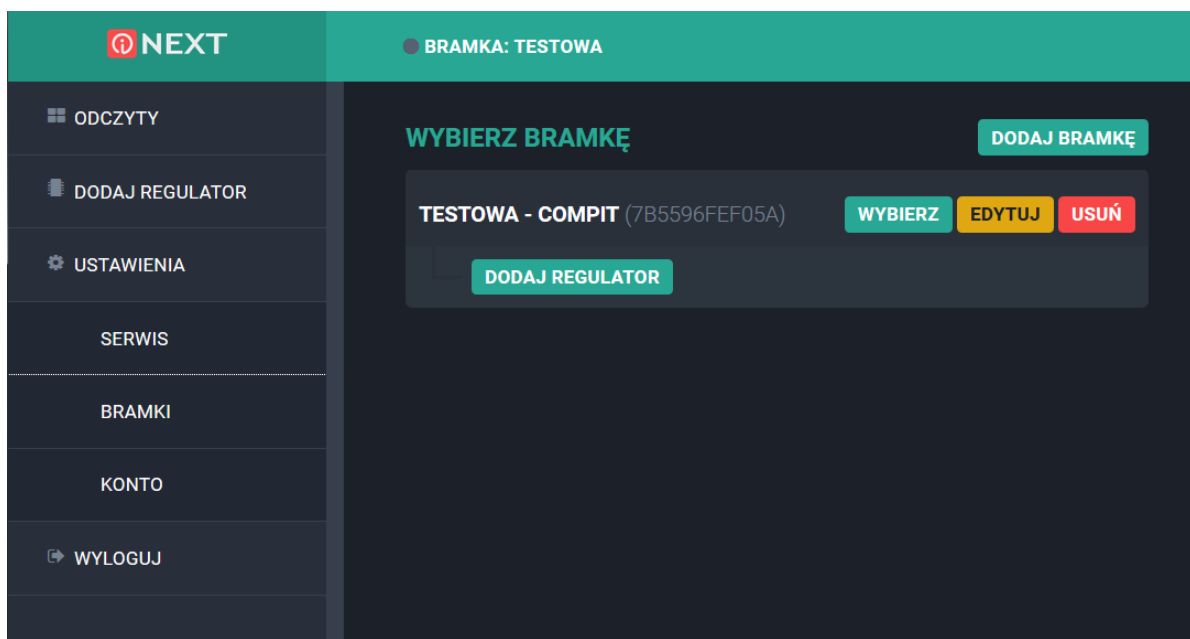 NEXT
BRAMKA: TESTOWA
ODCZYTY
DODAJ REGULATOR
USTAWIENIA
SERWIS
BRAMKI
KONTO
WYLOGUJ
WYBIERZ BRAMKĘ
DODAJ BRAMKĘ
TESTOWA - COMPIT (7B5596FEF05A)
WYBIERZ
EDYTUJ
USUŃ
DODAJ REGULATOR